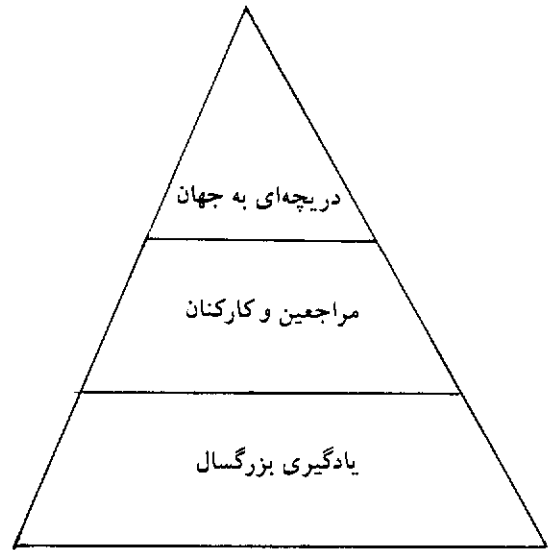 دریچه‌ای به جهان
مراجعین و کارکنان
یادگیری بزرگسال